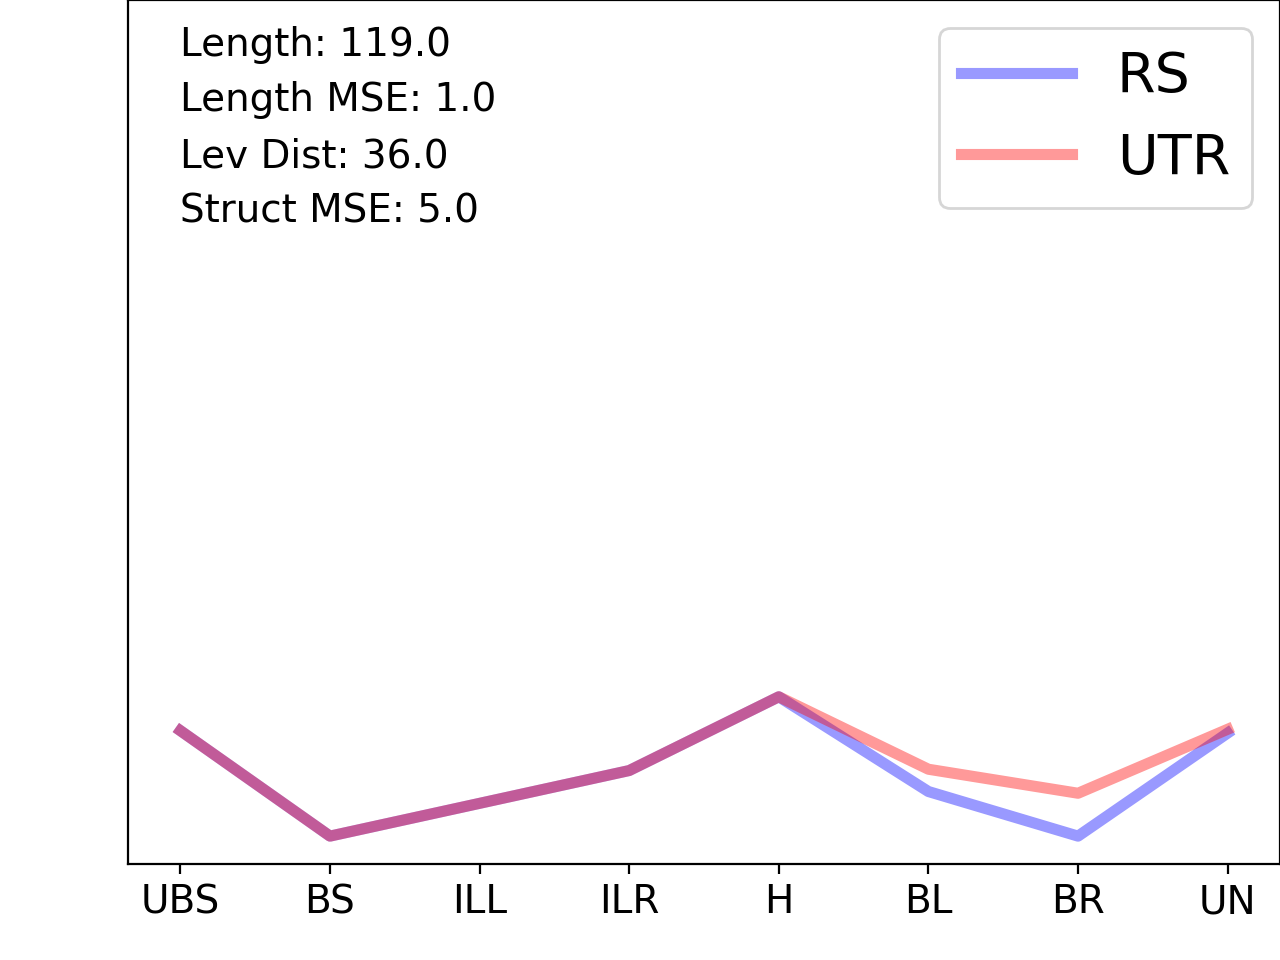 Length: 119.0
Length MSE: 1.0
Lev Dist: 36.0
Struct MSE: 5.0
RS
UTR
UBS BS ILL ILR H BL BR UN